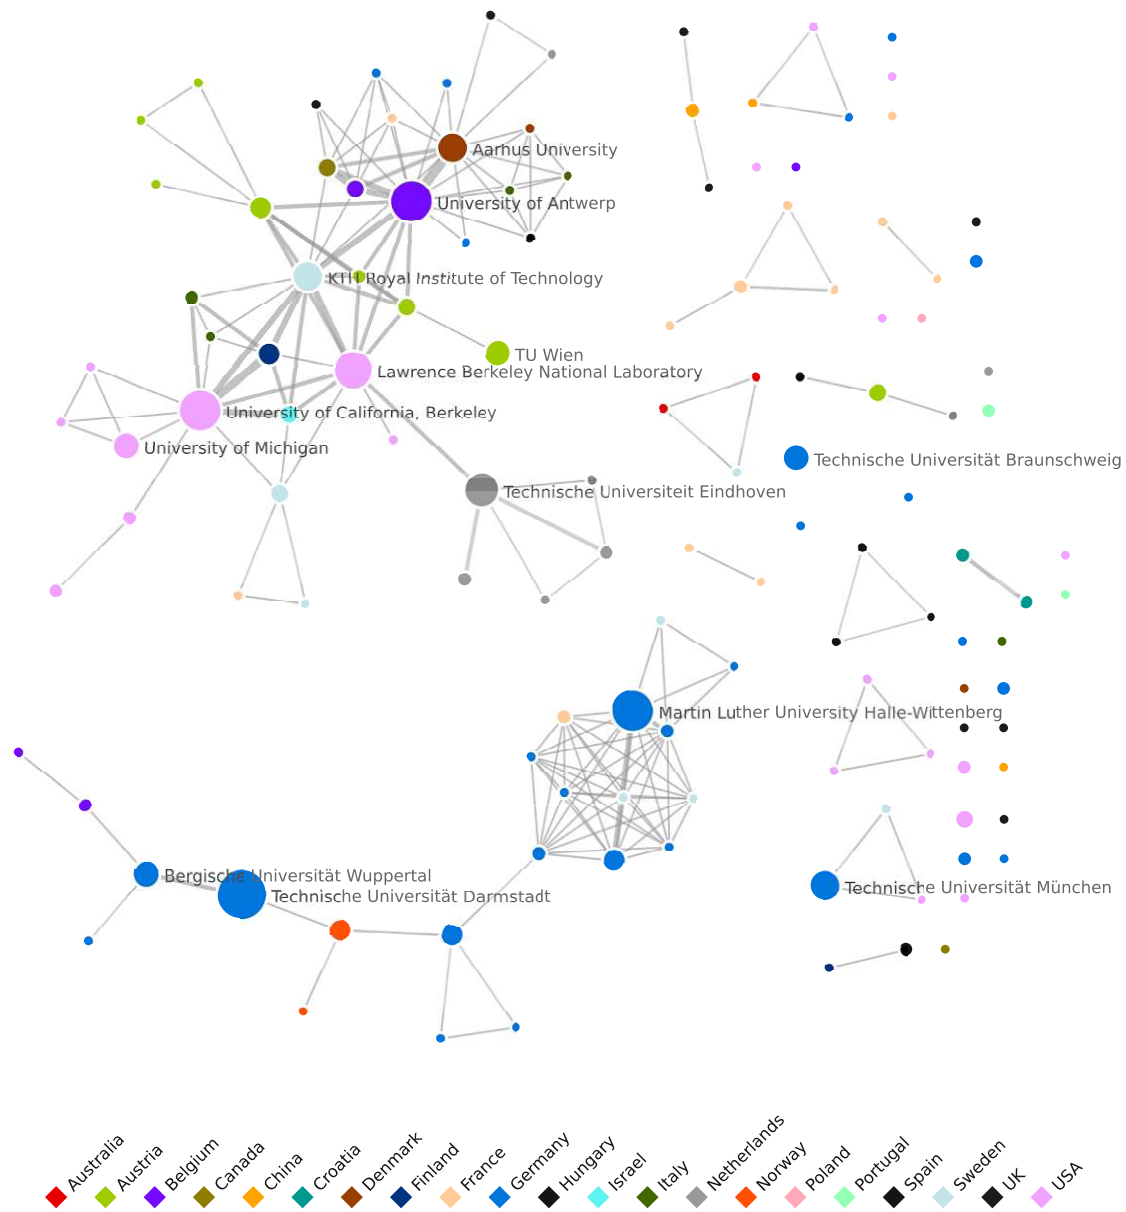 Aarhus University
University of Antwerp
KTH Royal Institute of Technology
TU Wien
Lawrence Berkeley National Laboratory
University of California, Berkeley
University of Michigan
Technische Universität Braunschweig
Technische Universiteit Eindhoven
Martin Luther University Halle-Wittenberg
Bergische Universität Wuppertal
Technische Universität Darmstadt
Technische Universität München
Australia
Austria
Belgium
Canada
China
Croatia
Denmark
Finland
France
Germany
Hungary
Israel
Italy
Netherlands
Norway
Poland
Portugal
Spain
Sweden
UK
USA